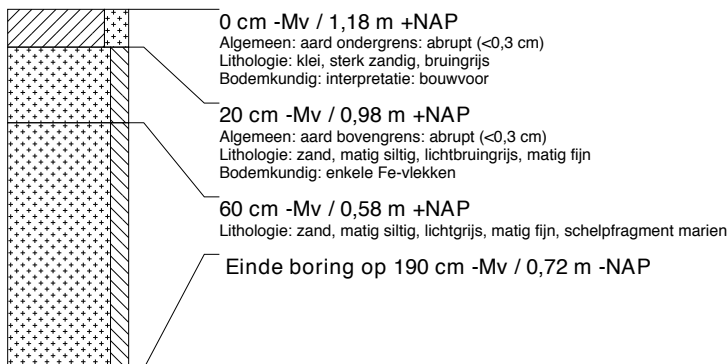 0 cm -Mv / 1,18 m +NAP
Algemeen: aard ondergrens: abrupt (<0,3 cm)
Lithologie: klei, sterk zandig, bruingrijs
Bodemkundig: interpretatie: bouwvoor
20 cm -Mv / 0,98 m +NAP
Algemeen: aard bovengrens: abrupt (<0,3 cm)
Lithologie: zand, matig siltig, lichtbruingrijs, matig fijn
Bodemkundig: enkele Fe-vlekken
60 cm -Mv / 0,58 m +NAP
Lithologie: zand, matig siltig, lichtgrijs, matig fijn, schelpfragment marien
Einde boring op 190 cm -Mv / 0,72 m -NAP